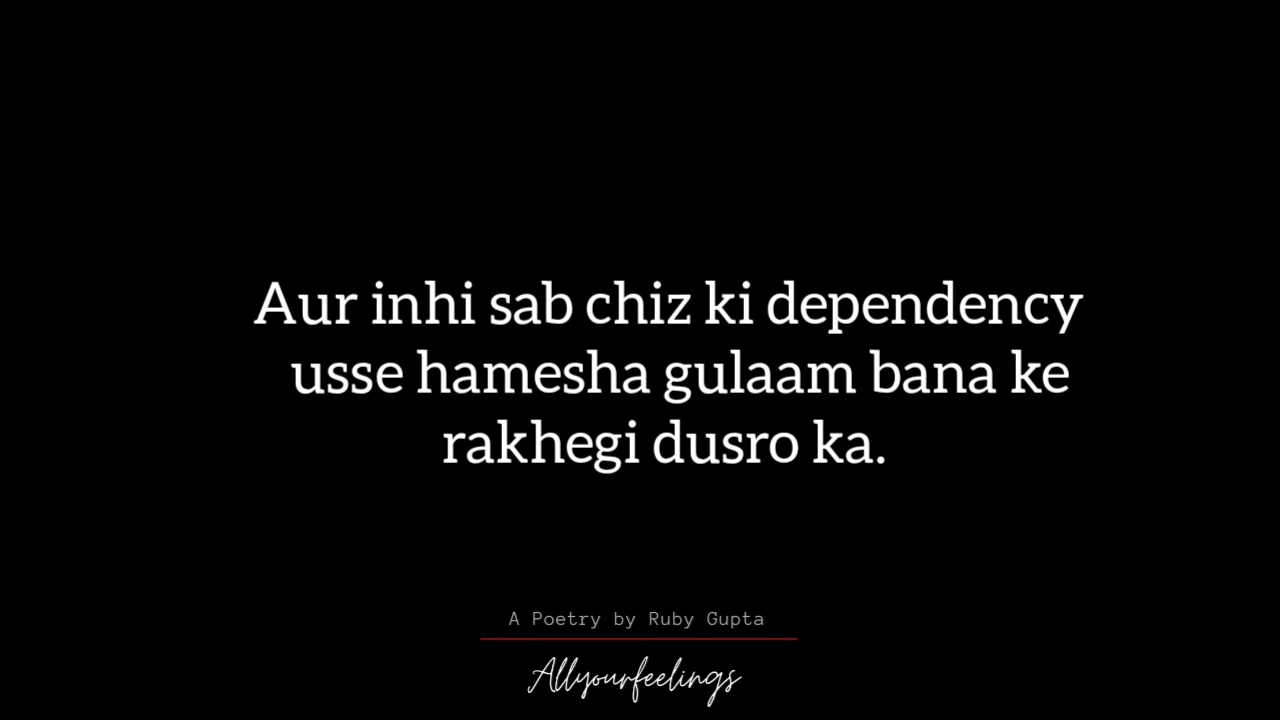 Aur inhi sab chiz ki dependency
usse hamesha gulaam bana ke
rakhegi dusro ka.
A Poetry by Ruby Gupta
Allyourfeelings